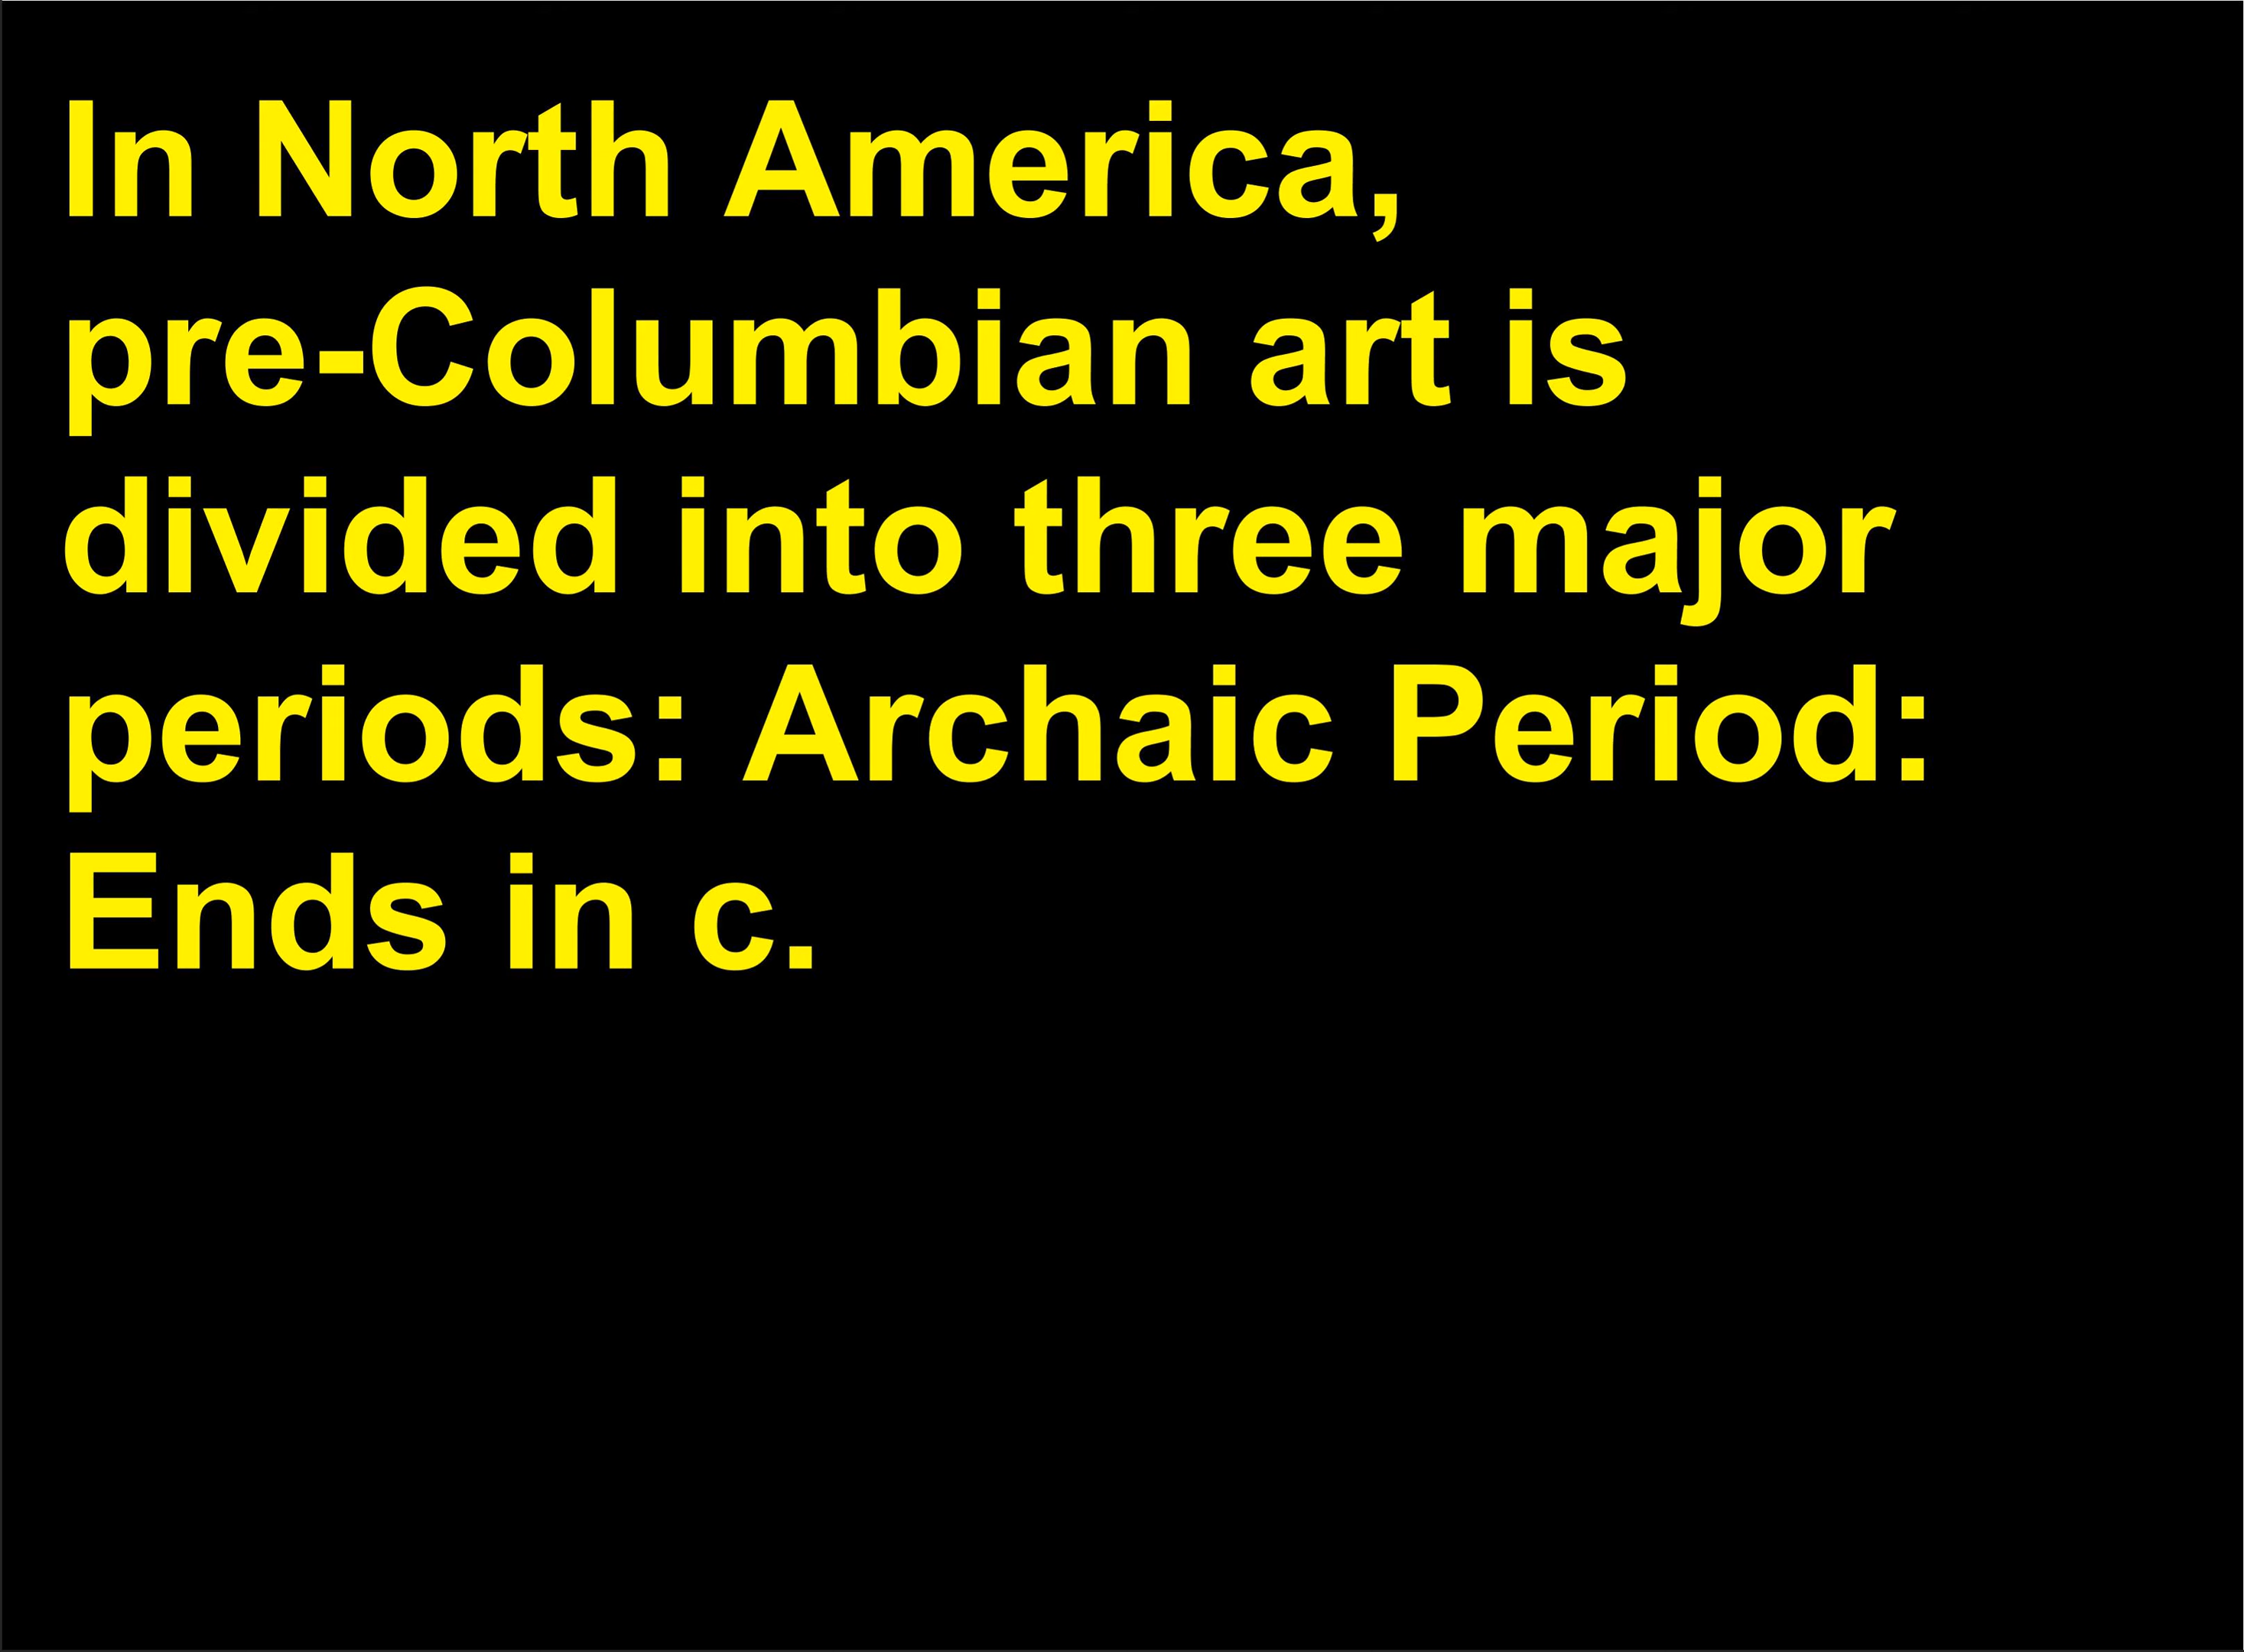 In North America,
pre-Columbian art is
divided into three major
periods: Archaic Period:
Ends in c.